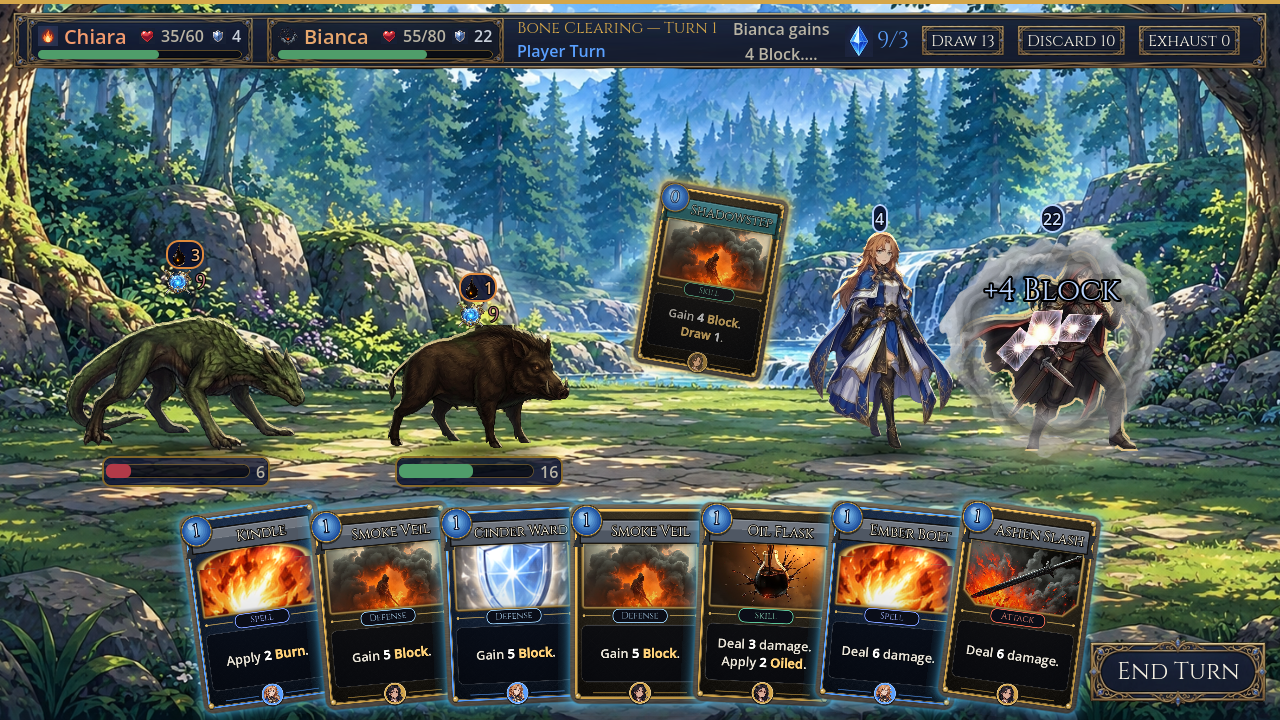 Chiara 35/60 4
Bianca 55/80 22
Bone Clearing — Turn 1
Player Turn
Bianca gains
4 Block....
9/3
Draw 13
Discard 10
Exhaust 0
3
9
1
9
0
Shadowstep
Skill
Gain 4 Block.
Draw 1.
4
22
+4 Block
6
16
1
Kindle
Spell
Apply 2 Burn.
1
Smoke Veil
Defense
Gain 5 Block.
1
Cinder Ward
Defense
Gain 5 Block.
1
Smoke Veil
Defense
Gain 5 Block.
1
Oil Flask
Skill
Deal 3 damage.
Apply 2 Oiled.
1
Ember Bolt
Spell
Deal 6 damage.
1
Ashen Slash
Attack
Deal 6 damage.
End Turn